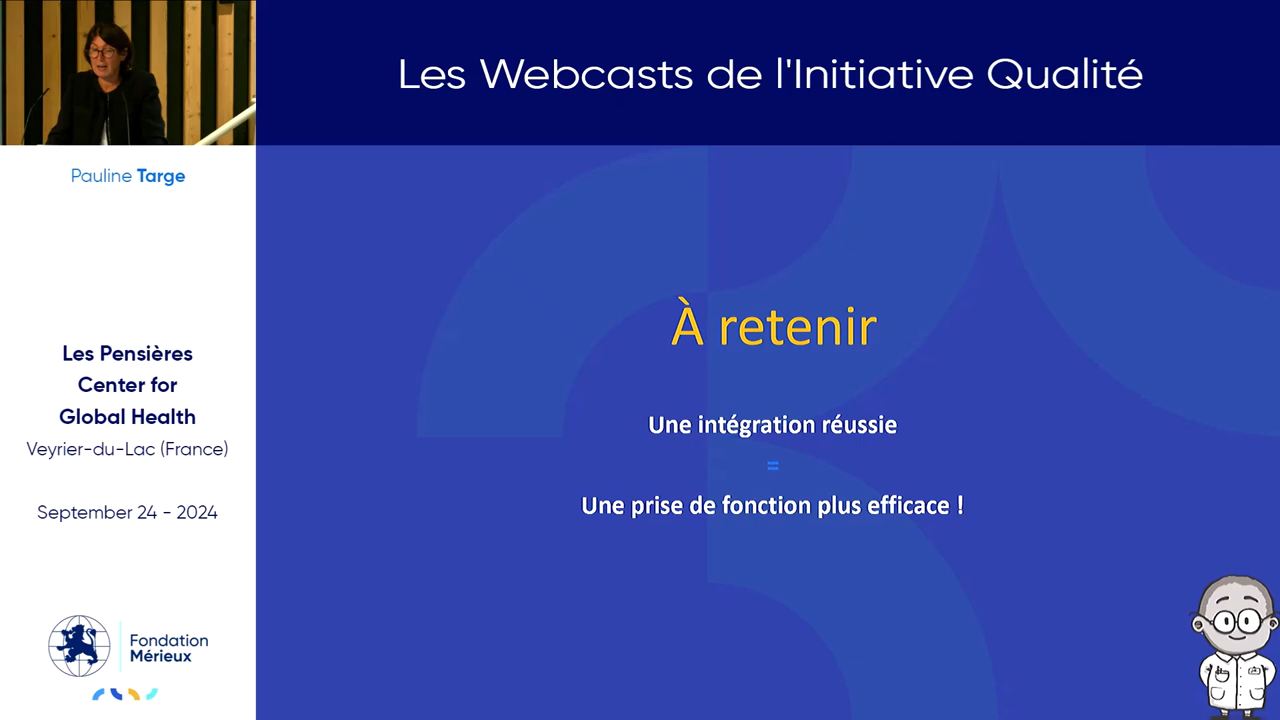 Les Webcasts de l'Initiative Qualité
Pauline Targe
Les Pensières
Center for
Global Health
Veyrier-du-Lac (France)
September 24 - 2024
Fondation
Mérieux
À retenir
Une intégration réussie
=
Une prise de fonction plus efficace !